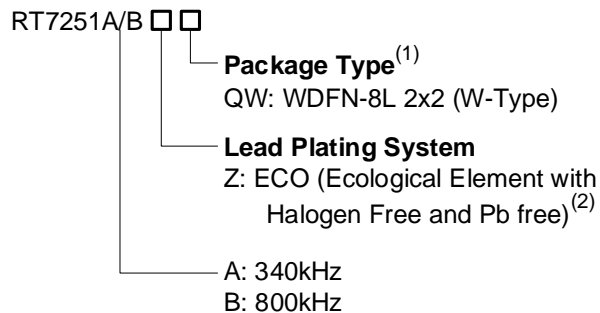 RT7251A/B □ □
Package Type(1)
QW: WDFN-8L 2x2 (W-Type)
Lead Plating System
Z: ECO (Ecological Element with
Halogen Free and Pb free)(2)
A: 340kHz
B: 800kHz